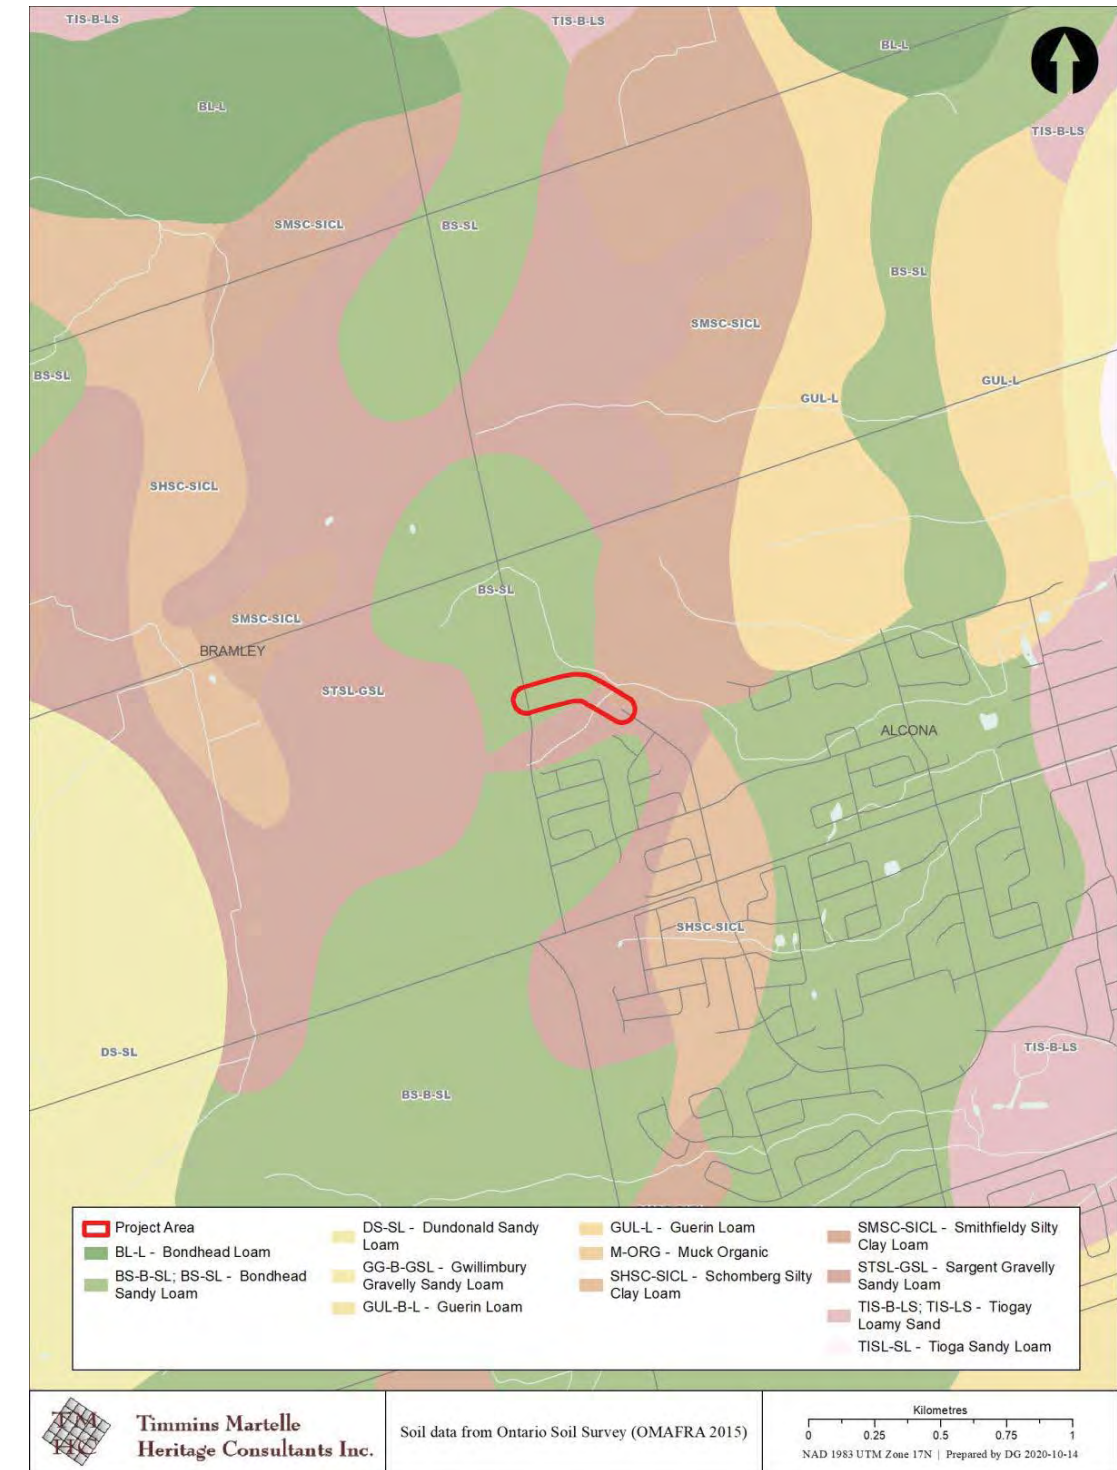 TIS-B-LS
TIS-B-LS
BL-L
BL-L
TIS-B-LS
SMSC-SICL
BS-SL
BS-SL
SMSC-SICL
BS-SL
GUL-L
GUL-L
SHSC-SICL
BS-SL
SMSC-SICL
BRAMLEY
STSL-GSL
ALCONA
SHSC-SICL
DS-SL
TIS-B-LS
BS-B-SL
Project Area
BL-L - Bondhead Loam
BS-B-SL; BS-SL - Bondhead
Sandy Loam
DS-SL - Dundonald Sandy
Loam
GG-B-GSL - Gwillimbury
Gravelly Sandy Loam
GUL-B-L - Guerin Loam
GUL-L - Guerin Loam
M-ORG - Muck Organic
SHSC-SICL - Schomberg Silty
Clay Loam
SMSC-SICL - Smithfieldy Silty
Clay Loam
STSL-GSL - Sargent Gravelly
Sandy Loam
TIS-B-LS; TIS-LS - Tiogay
Loamy Sand
TISL-SL - Tioga Sandy Loam
TM
HC
Timmins Martelle
Heritage Consultants Inc.
Soil data from Ontario Soil Survey (OMAFRA 2015)
Kilometres
0 0.25 0.5 0.75 1
NAD 1983 UTM Zone 17N | Prepared by DG 2020-10-14